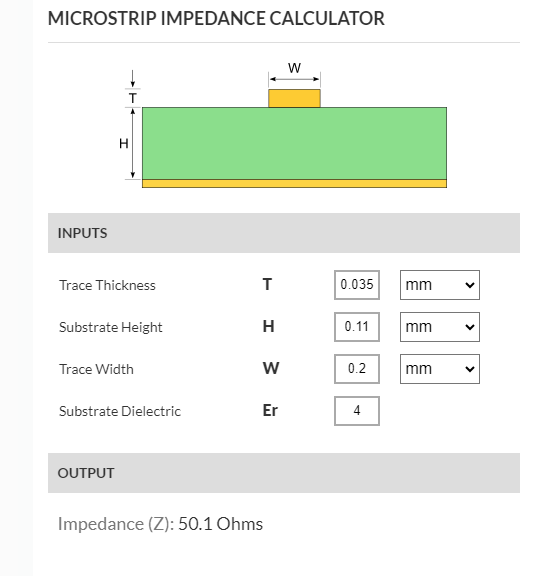 MICROSTRIP IMPEDANCE CALCULATOR
W
T
H
INPUTS
Trace Thickness T 0.035 mm
Substrate Height H 0.11 mm
Trace Width W 0.2 mm
Substrate Dielectric Er 4
OUTPUT
Impedance (Z): 50.1 Ohms